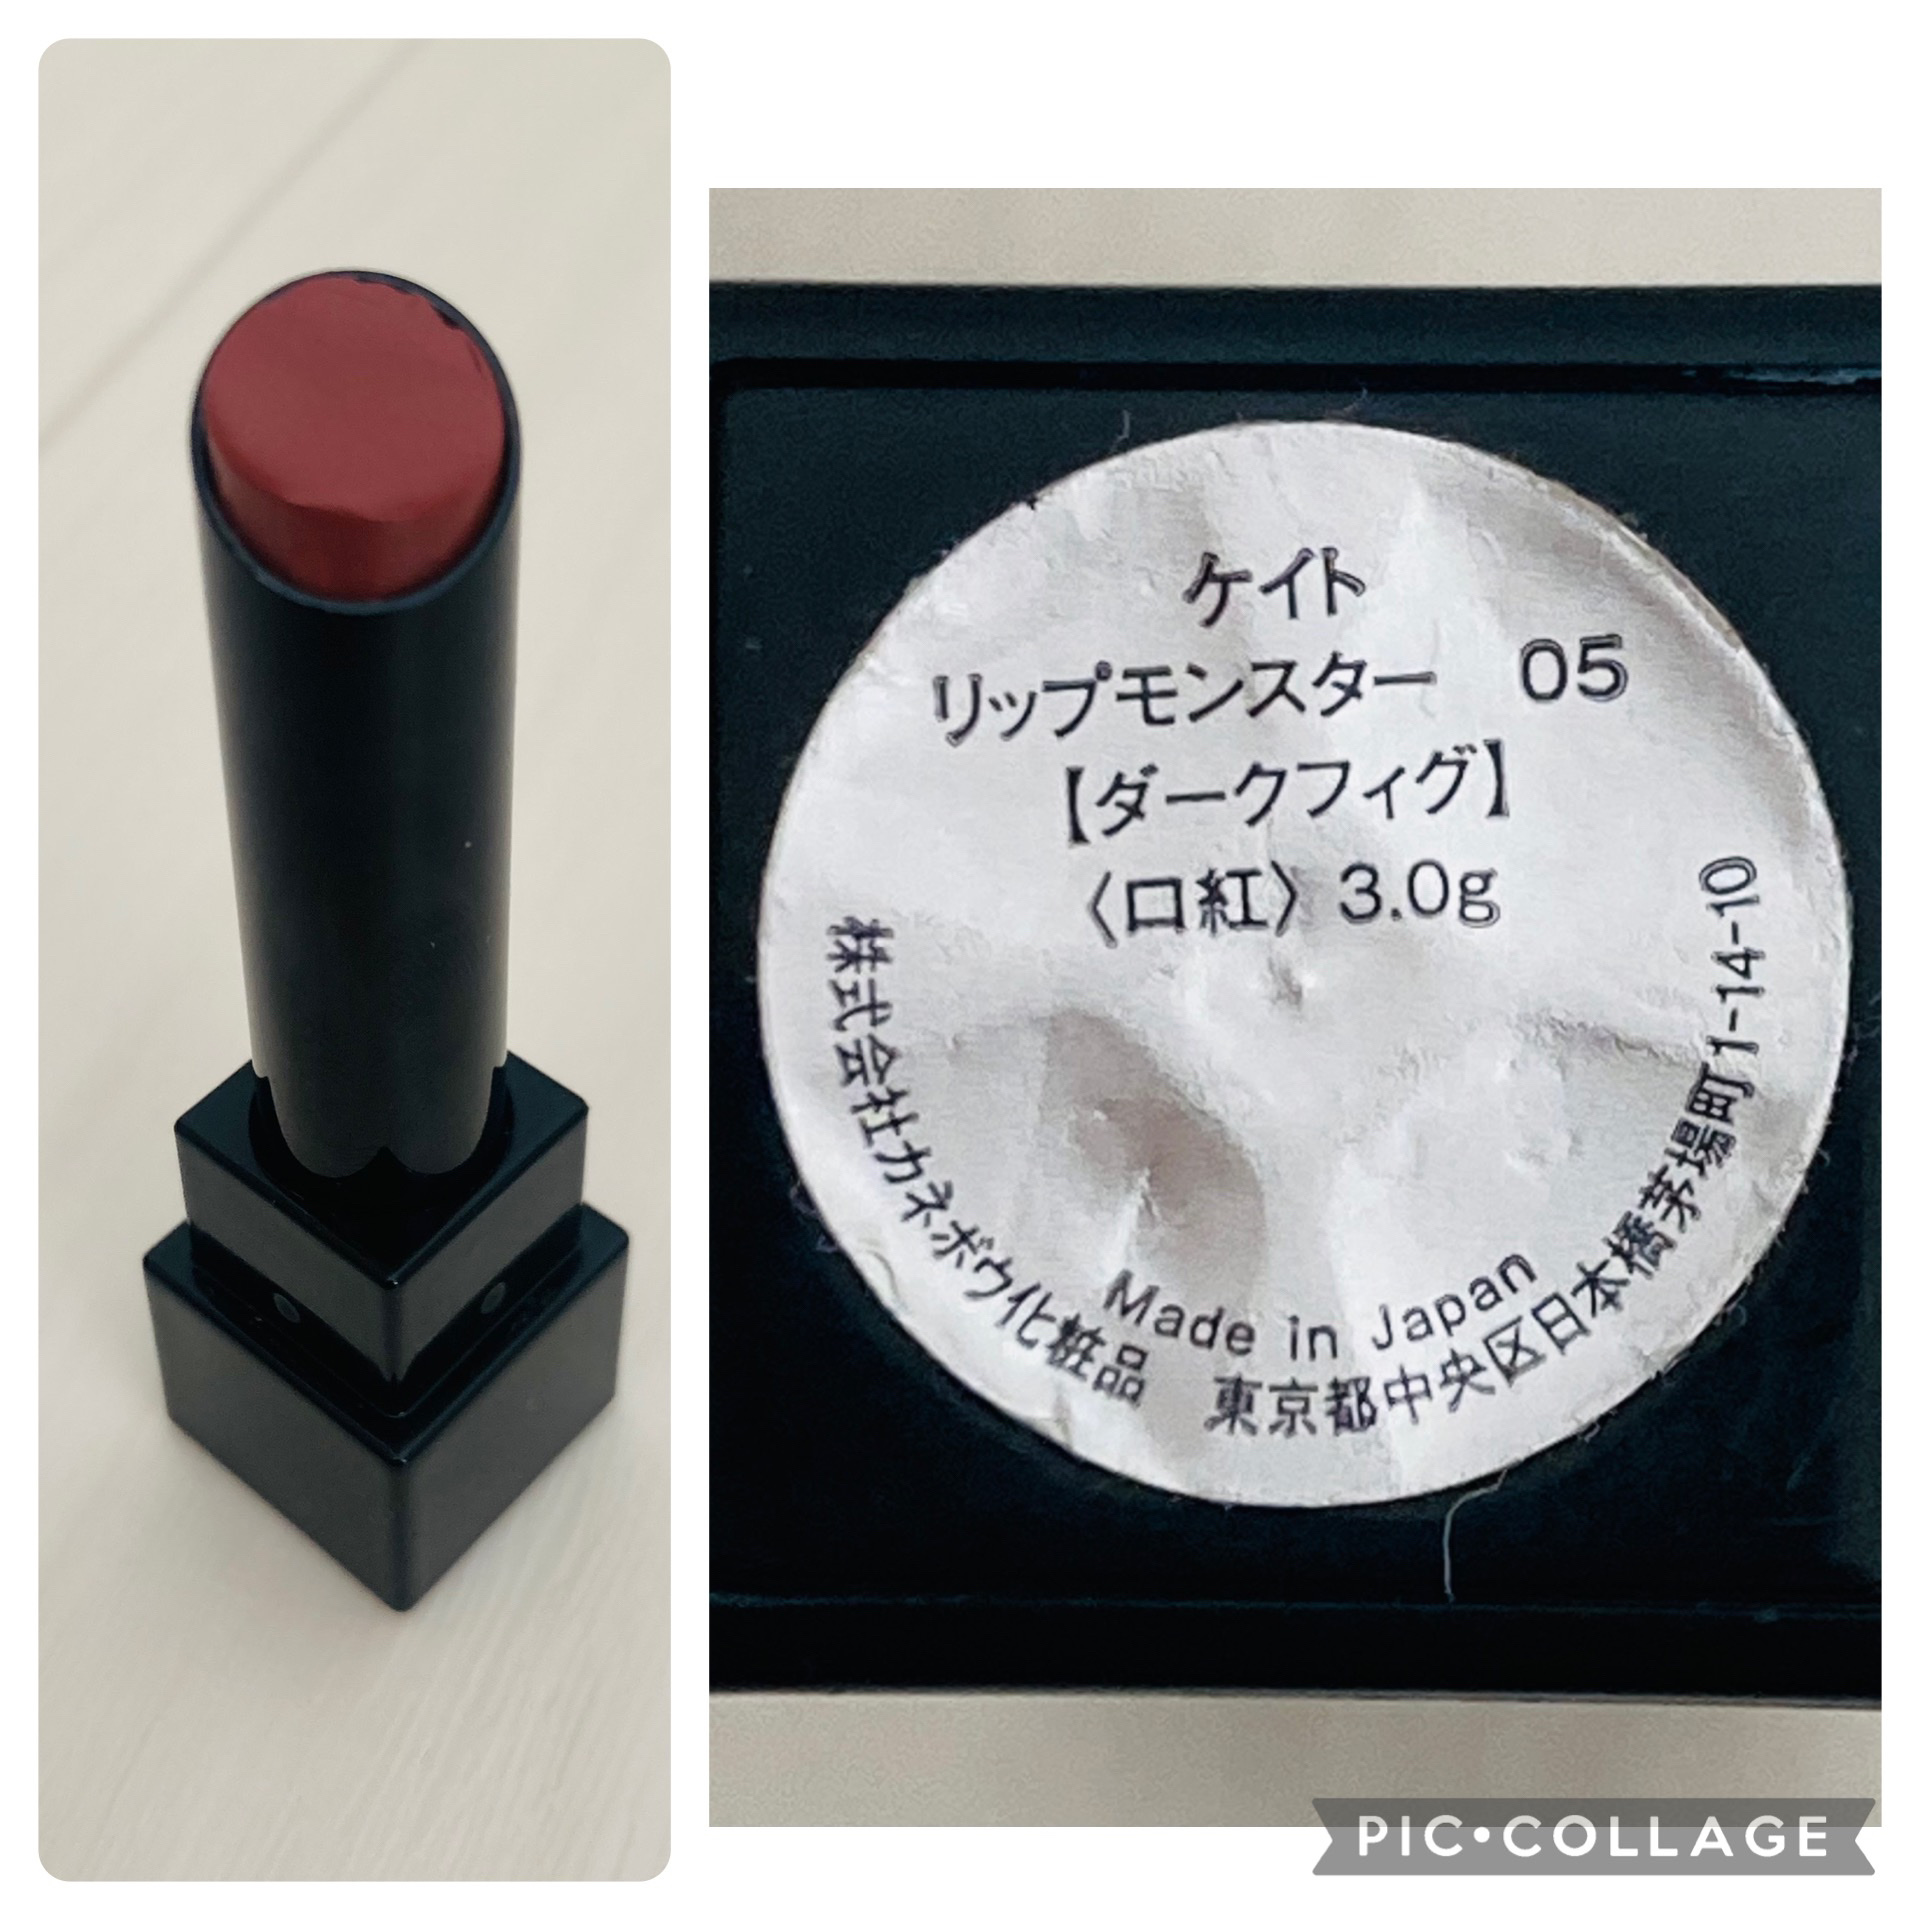 ケイト
リップモンスター　05
【ダークフィグ】
〈口紅〉3.0g
Made in Japan
株式会社カネボウ化粧品　東京都中央区日本橋茅場町1-14-10
PIC•COLLAGE